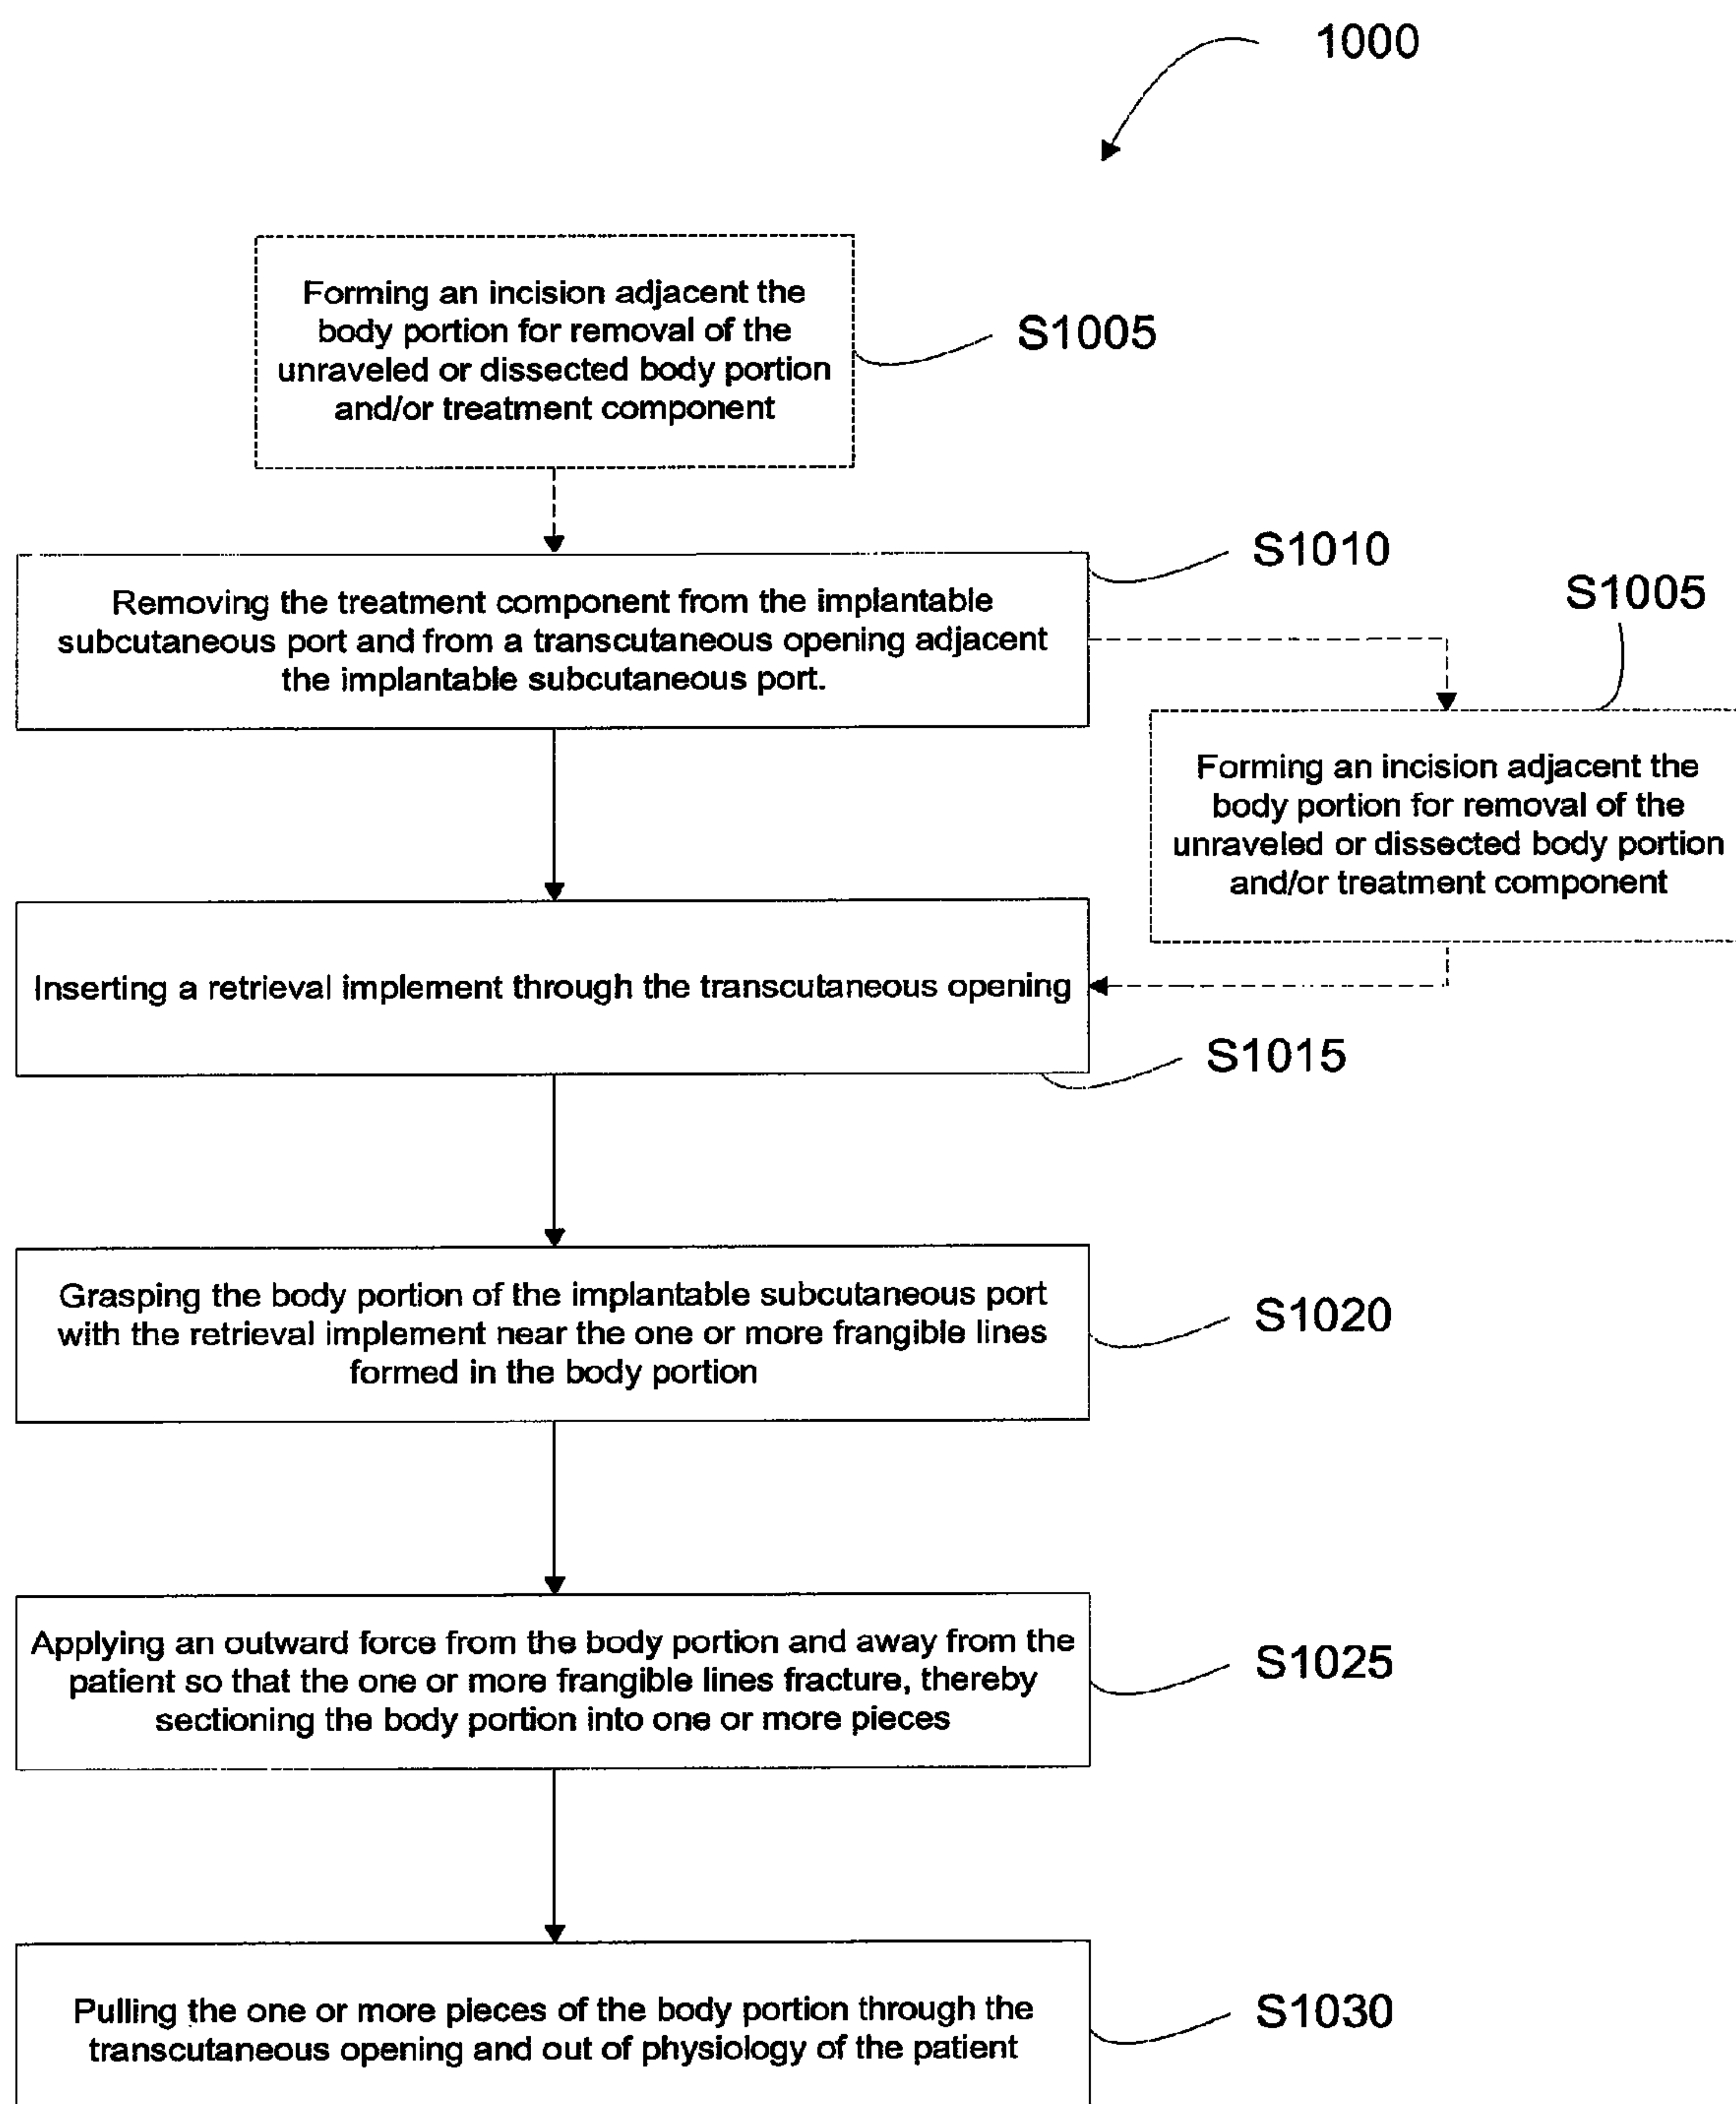 1000
Forming an incision adjacent the
body portion for removal of the
unraveled or dissected body portion
and/or treatment component
S1005
Removing the treatment component from the implantable
subcutaneous port and from a transcutaneous opening adjacent
the implantable subcutaneous port.
S1010
S1005
Forming an incision adjacent the
body portion for removal of the
unraveled or dissected body portion
and/or treatment component
Inserting a retrieval implement through the transcutaneous opening
S1015
Grasping the body portion of the implantable subcutaneous port
with the retrieval implement near the one or more frangible lines
formed in the body portion
S1020
Applying an outward force from the body portion and away from the
patient so that the one or more frangible lines fracture, thereby
sectioning the body portion into one or more pieces
S1025
Pulling the one or more pieces of the body portion through the
transcutaneous opening and out of physiology of the patient
S1030